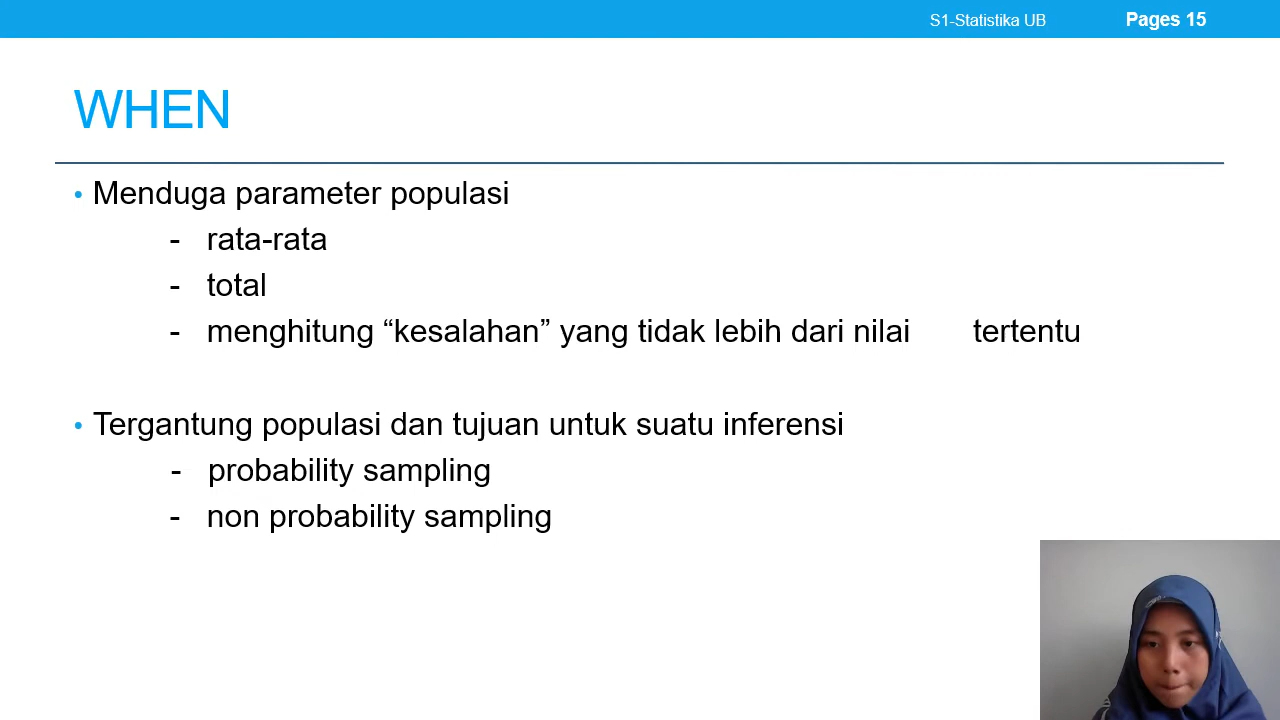 S1-Statistika UB Pages 15
WHEN
• Menduga parameter populasi
- rata-rata
- total
- menghitung “kesalahan” yang tidak lebih dari nilai tertentu
• Tergantung populasi dan tujuan untuk suatu inferensi
- probability sampling
- non probability sampling